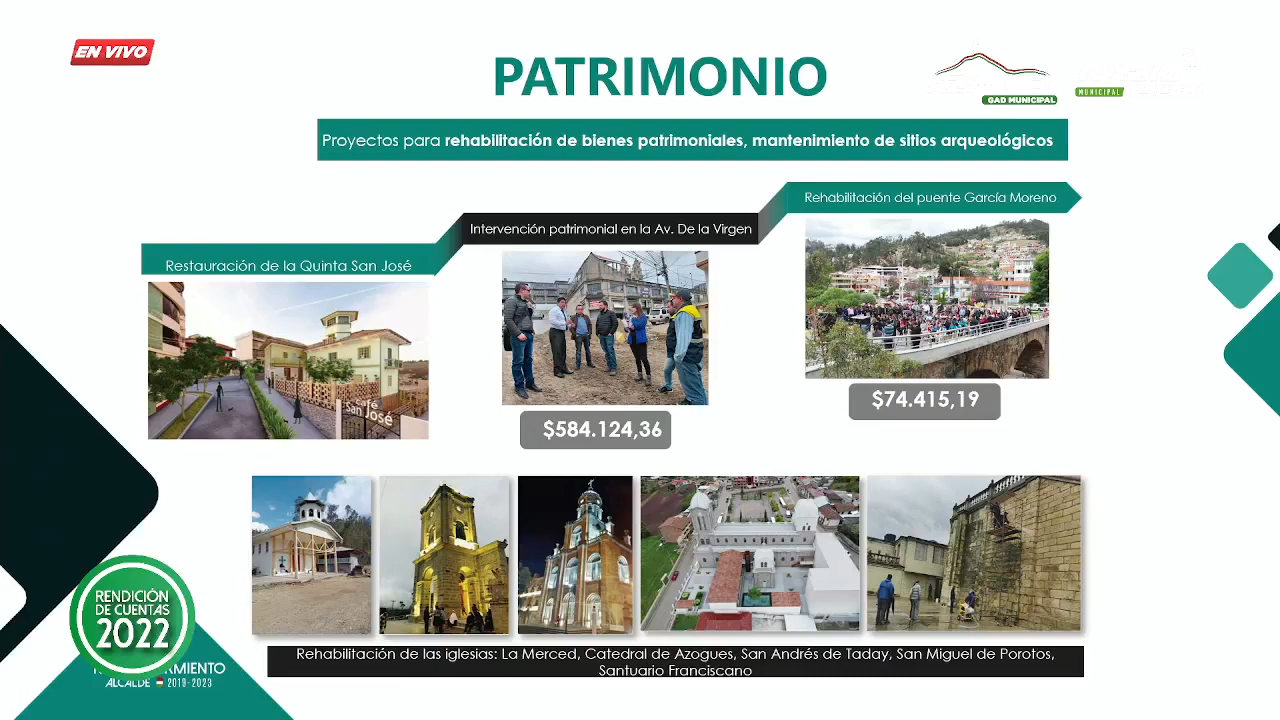 EN VIVO
PATRIMONIO
GAD MUNICIPAL
MUNICIPAL
Proyectos para rehabilitación de bienes patrimoniales, mantenimiento de sitios arqueológicos
Rehabilitación del puente García Moreno
Intervención patrimonial en la Av. De la Virgen
Restauración de la Quinta San José
café
San José
$74.415,19
$584.124,36
RENDICIÓN
DE CUENTAS
2022
ALCALDE 2019-2023
Rehabilitación de las iglesias: La Merced, Catedral de Azogues, San Andrés de Taday, San Miguel de Porotos,
Santuario Franciscano